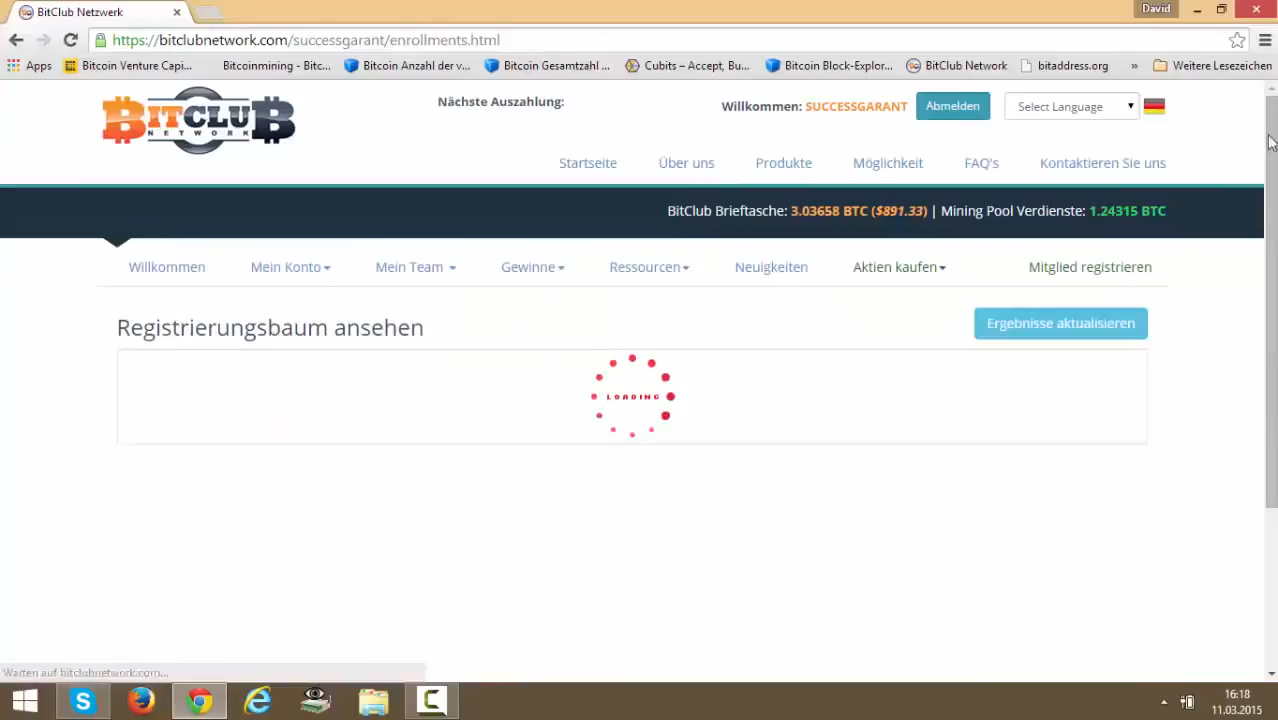 BitClub Netzwerk
David
https://bitclubnetwork.com/successgarant/enrollments.html
Apps Bitcoin Venture Capi... Bitcoinmining - Bitc... Bitcoin Anzahl der v... Bitcoin Gesamtzahl ... Cubits – Accept, Bu... Bitcoin Block-Explor... BitClub Network bitaddress.org » Weitere Lesezeichen
BITCLUB
NETWORK
Nächste Auszahlung:
Willkommen: SUCCESSGARANT Abmelden Select Language
Startseite Über uns Produkte Möglichkeit FAQ's Kontaktieren Sie uns
BitClub Brieftasche: 3.03658 BTC ($891.33) | Mining Pool Verdienste: 1.24315 BTC
Willkommen Mein Konto Mein Team Gewinne Ressourcen Neuigkeiten Aktien kaufen Mitglied registrieren
Registrierungsbaum ansehen
Ergebnisse aktualisieren
LOADING
Warten auf bitclubnetwork.com...
16:18
11.03.2015